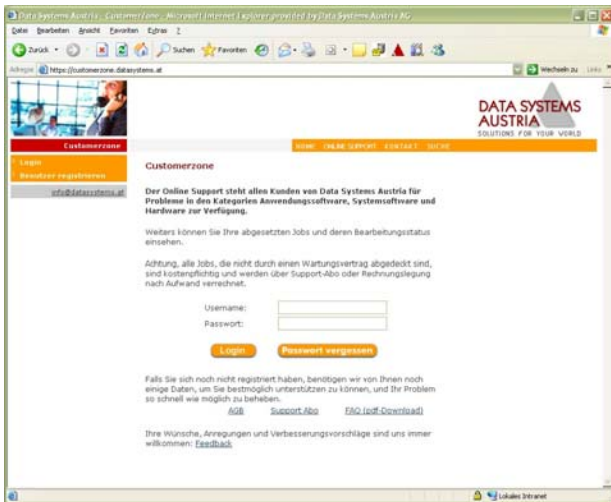 Data Systems Austria - Customerzone - Microsoft Internet Explorer provided by Data Systems Austria AG
Datei Bearbeiten Ansicht Favoriten Extras ?
Zurück Suchen Favoriten
Adresse https://customerzone.datasystems.at Wechseln zu Links
DATA SYSTEMS
AUSTRIA
SOLUTIONS FOR YOUR WORLD
Customerzone HOME ONLINE SUPPORT KONTAKT SUCHE
Login
Benutzer registrieren
info@datasystems.at
Customerzone
Der Online Support steht allen Kunden von Data Systems Austria für
Probleme in den Kategorien Anwendungssoftware, Systemsoftware und
Hardware zur Verfügung.
Weiters können Sie Ihre abgesetzten Jobs und deren Bearbeitungsstatus
einsehen.
Achtung, alle Jobs, die nicht durch einen Wartungsvertrag abgedeckt sind,
sind kostenpflichtig und werden über Support-Abo oder Rechnungslegung
nach Aufwand verrechnet.
Username:
Passwort:
Login Passwort vergessen
Falls Sie sich noch nicht registriert haben, benötigen wir von Ihnen noch
einige Daten, um Sie bestmöglich unterstützen zu können, und Ihr Problem
so schnell wie möglich zu beheben.
AGB Support Abo FAQ (pdf-Download)
Ihre Wünsche, Anregungen und Verbesserungsvorschläge sind uns immer
willkommen: Feedback
Lokales Intranet